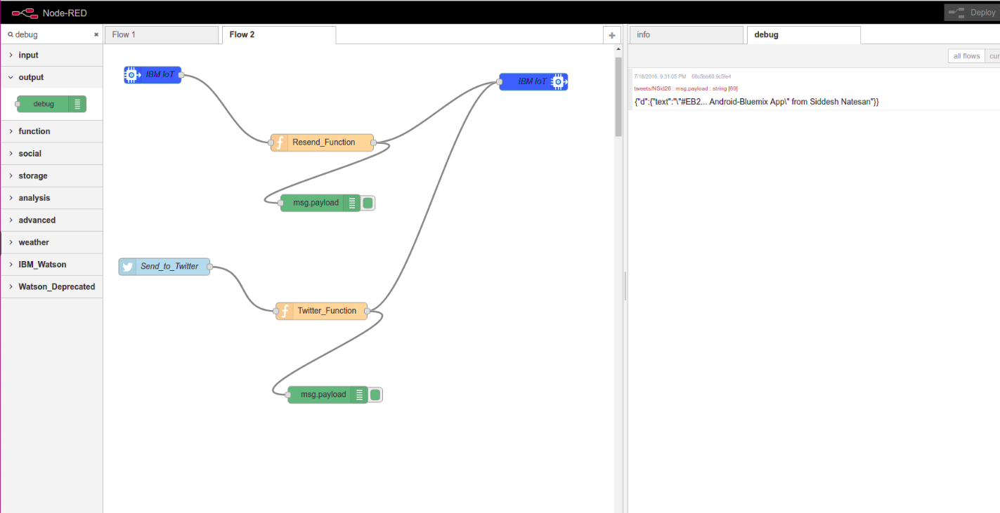 Node-RED
Deploy
debug
input
output
debug
function
social
storage
analysis
advanced
weather
IBM_Watson
Watson_Deprecated
Flow 1
Flow 2
IBM IoT
IBM IoT
Resend_Function
msg.payload
Send_to_Twitter
Twitter_Function
msg.payload
info
debug
all flows
cur
7/18/2016, 9:31:05 PM
tweets/NSid26 : msg.payload : string [69]
{"d":{"text":"\"#EB2... Android-Bluemix App\" from Siddesh Natesan"}}